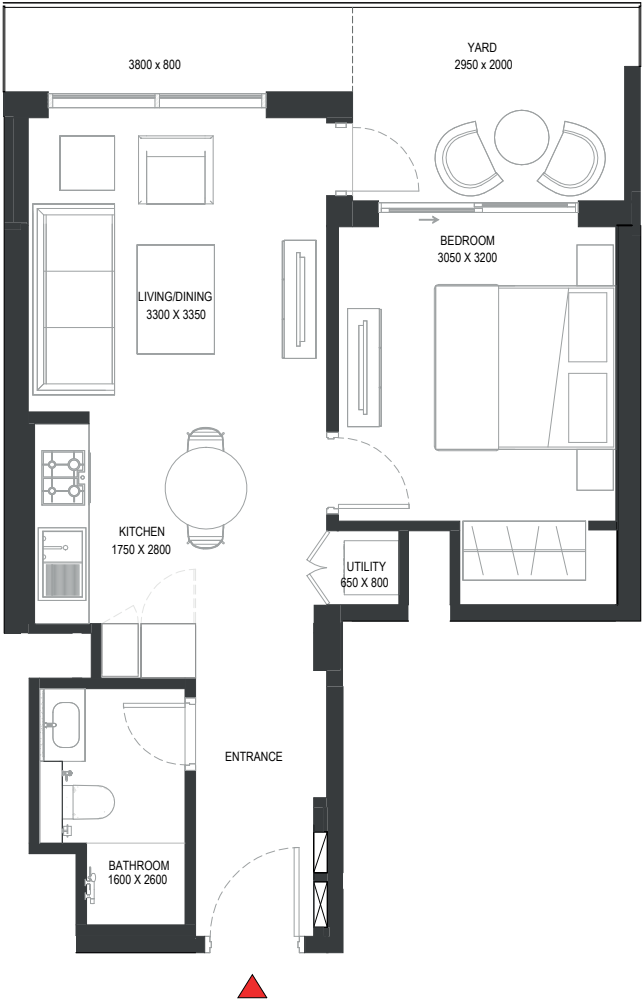 YARD
2950 x 2000
3800 x 800
BEDROOM
3050 X 3200
LIVING/DINING
3300 X 3350
KITCHEN
1750 X 2800
UTILITY
650 X 800
ENTRANCE
BATHROOM
1600 X 2600